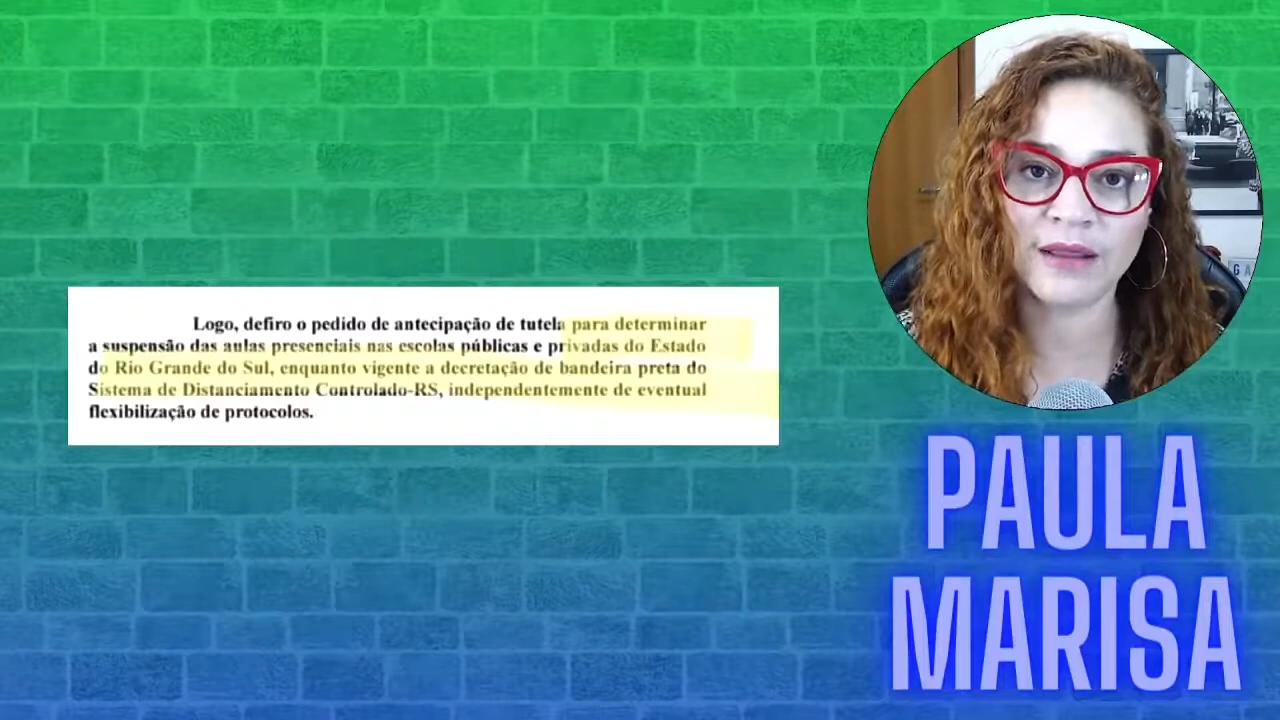 Logo, defiro o pedido de antecipação de tutela para determinar
a suspensão das aulas presenciais nas escolas públicas e privadas do Estado
do Rio Grande do Sul, enquanto vigente a decretação de bandeira preta do
Sistema de Distanciamento Controlado-RS, independentemente de eventual
flexibilização de protocolos.
PAULA
MARISA